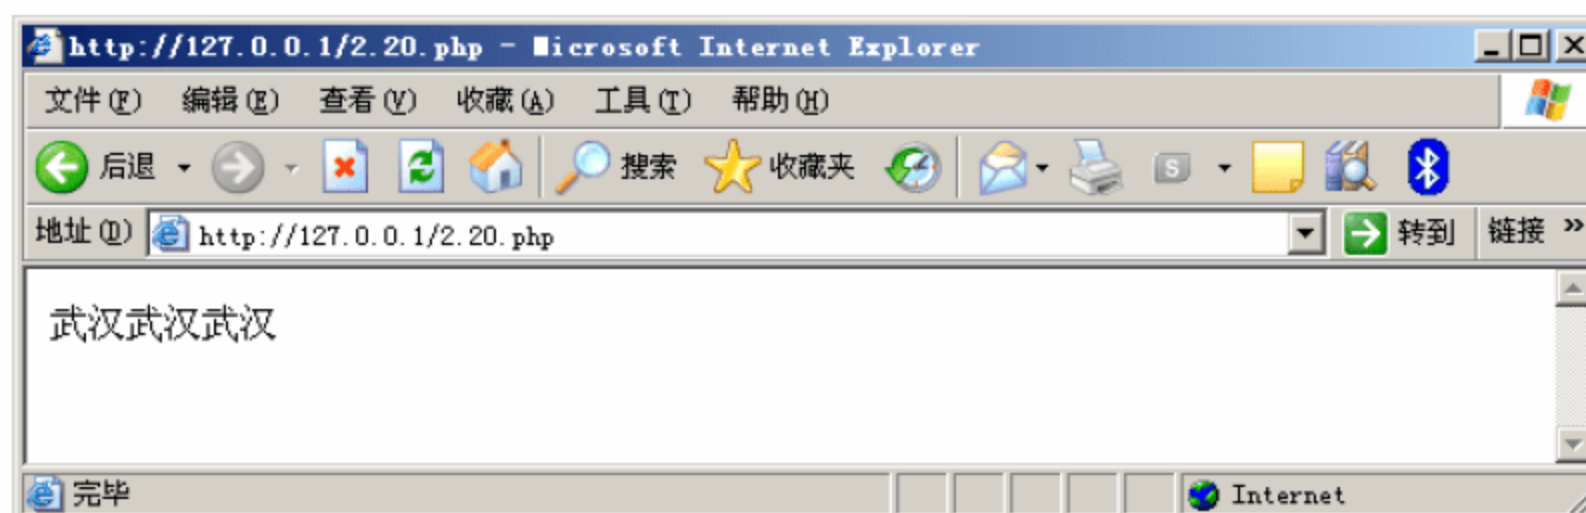 http://127.0.0.1/2.20.php - Microsoft Internet Explorer
文件(F) 编辑(E) 查看(V) 收藏(A) 工具(T) 帮助(H)
后退 搜索 收藏夹 S
地址(D) http://127.0.0.1/2.20.php 转到 链接 »
武汉武汉武汉
完毕 Internet